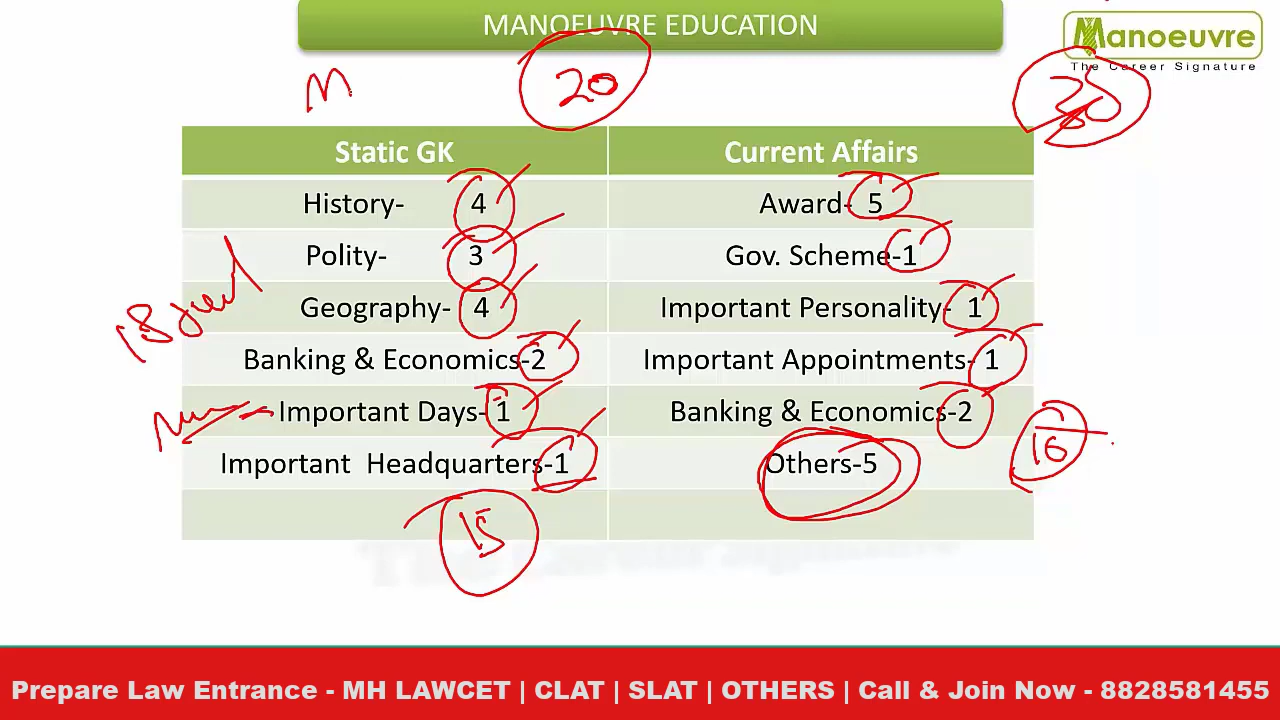 MANOEUVRE EDUCATION
Manoeuvre
The Career Signature
M
20
Static GK
Current Affairs
History- 4
Award- 5
Polity- 3
Gov. Scheme-1
Geography- 4
Important Personality- 1
18
Banking & Economics-2
Important Appointments- 1
Important Days-1
Banking & Economics-2
Important Headquarters-1
Others-5
16
15
Prepare Law Entrance - MH LAWCET | CLAT | SLAT | OTHERS | Call & Join Now - 8828581455